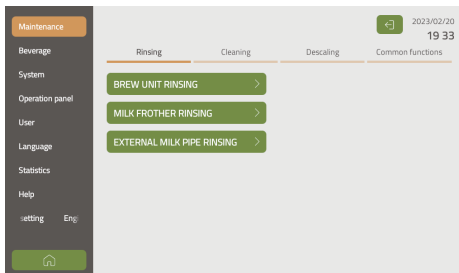 Maintenance
Beverage
System
Operation panel
User
Language
Statistics
Help
setting Engi
2023/02/20
19 33
Rinsing Cleaning Descaling Common functions
BREW UNIT RINSING
MILK FROTHER RINSING
EXTERNAL MILK PIPE RINSING